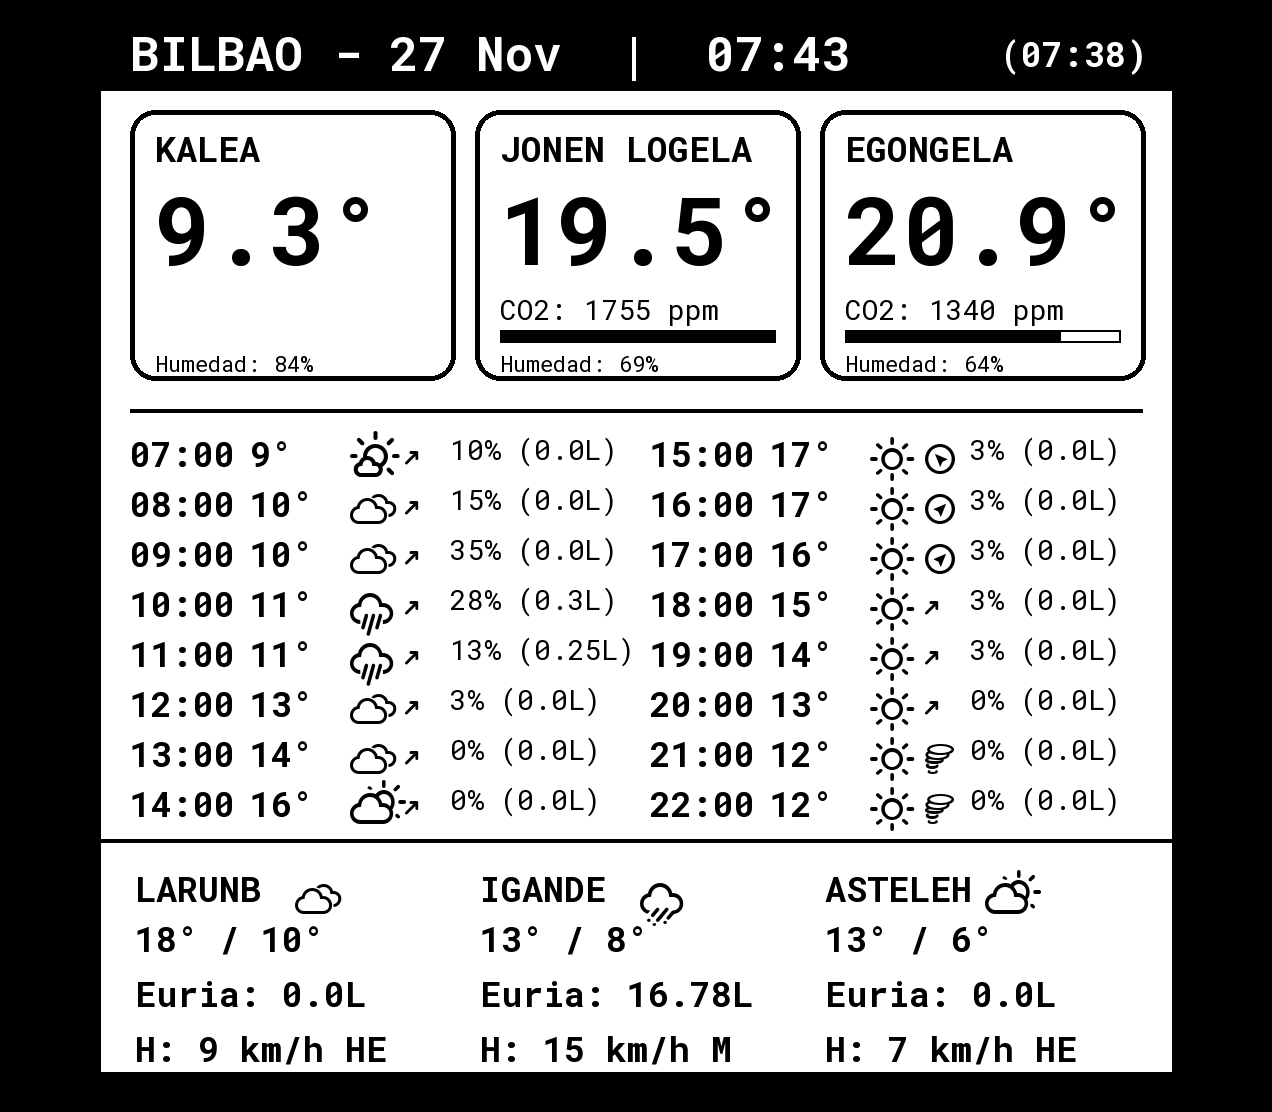 BILBAO - 27 Nov | 07:43 (07:38)
KALEA
9.3°
Humedad: 84%
JONEN LOGELA
19.5°
CO2: 1755 ppm
Humedad: 69%
EGONGELA
20.9°
CO2: 1340 ppm
Humedad: 64%
07:00 9° 10% (0.0L)
08:00 10° 15% (0.0L)
09:00 10° 35% (0.0L)
10:00 11° 28% (0.3L)
11:00 11° 13% (0.25L)
12:00 13° 3% (0.0L)
13:00 14° 0% (0.0L)
14:00 16° 0% (0.0L)
15:00 17° 3% (0.0L)
16:00 17° 3% (0.0L)
17:00 16° 3% (0.0L)
18:00 15° 3% (0.0L)
19:00 14° 3% (0.0L)
20:00 13° 0% (0.0L)
21:00 12° 0% (0.0L)
22:00 12° 0% (0.0L)
LARUNB
18° / 10°
Euria: 0.0L
H: 9 km/h HE
IGANDE
13° / 8°
Euria: 16.78L
H: 15 km/h M
ASTELEH
13° / 6°
Euria: 0.0L
H: 7 km/h HE